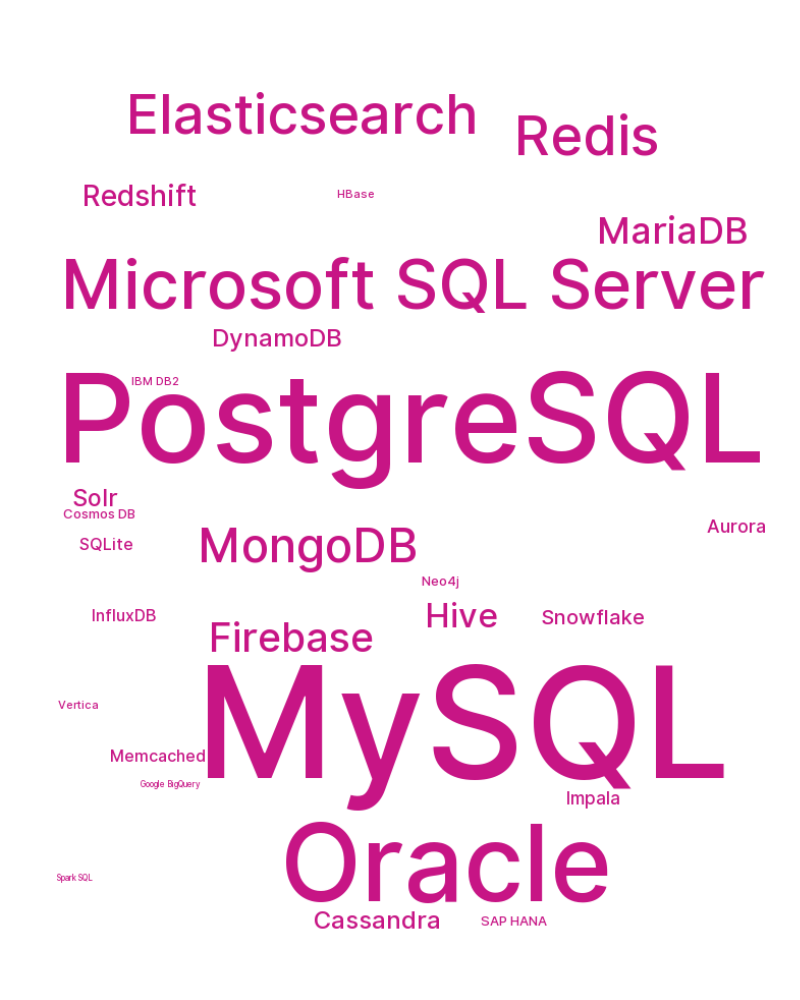 Elasticsearch
Redis
Redshift
HBase
MariaDB
Microsoft SQL Server
DynamoDB
IBM DB2
PostgreSQL
Solr
Cosmos DB
Aurora
SQLite
MongoDB
Neo4j
InfluxDB
Hive
Snowflake
Firebase
MySQL
Vertica
Memcached
Google BigQuery
Impala
Oracle
Spark SQL
Cassandra
SAP HANA